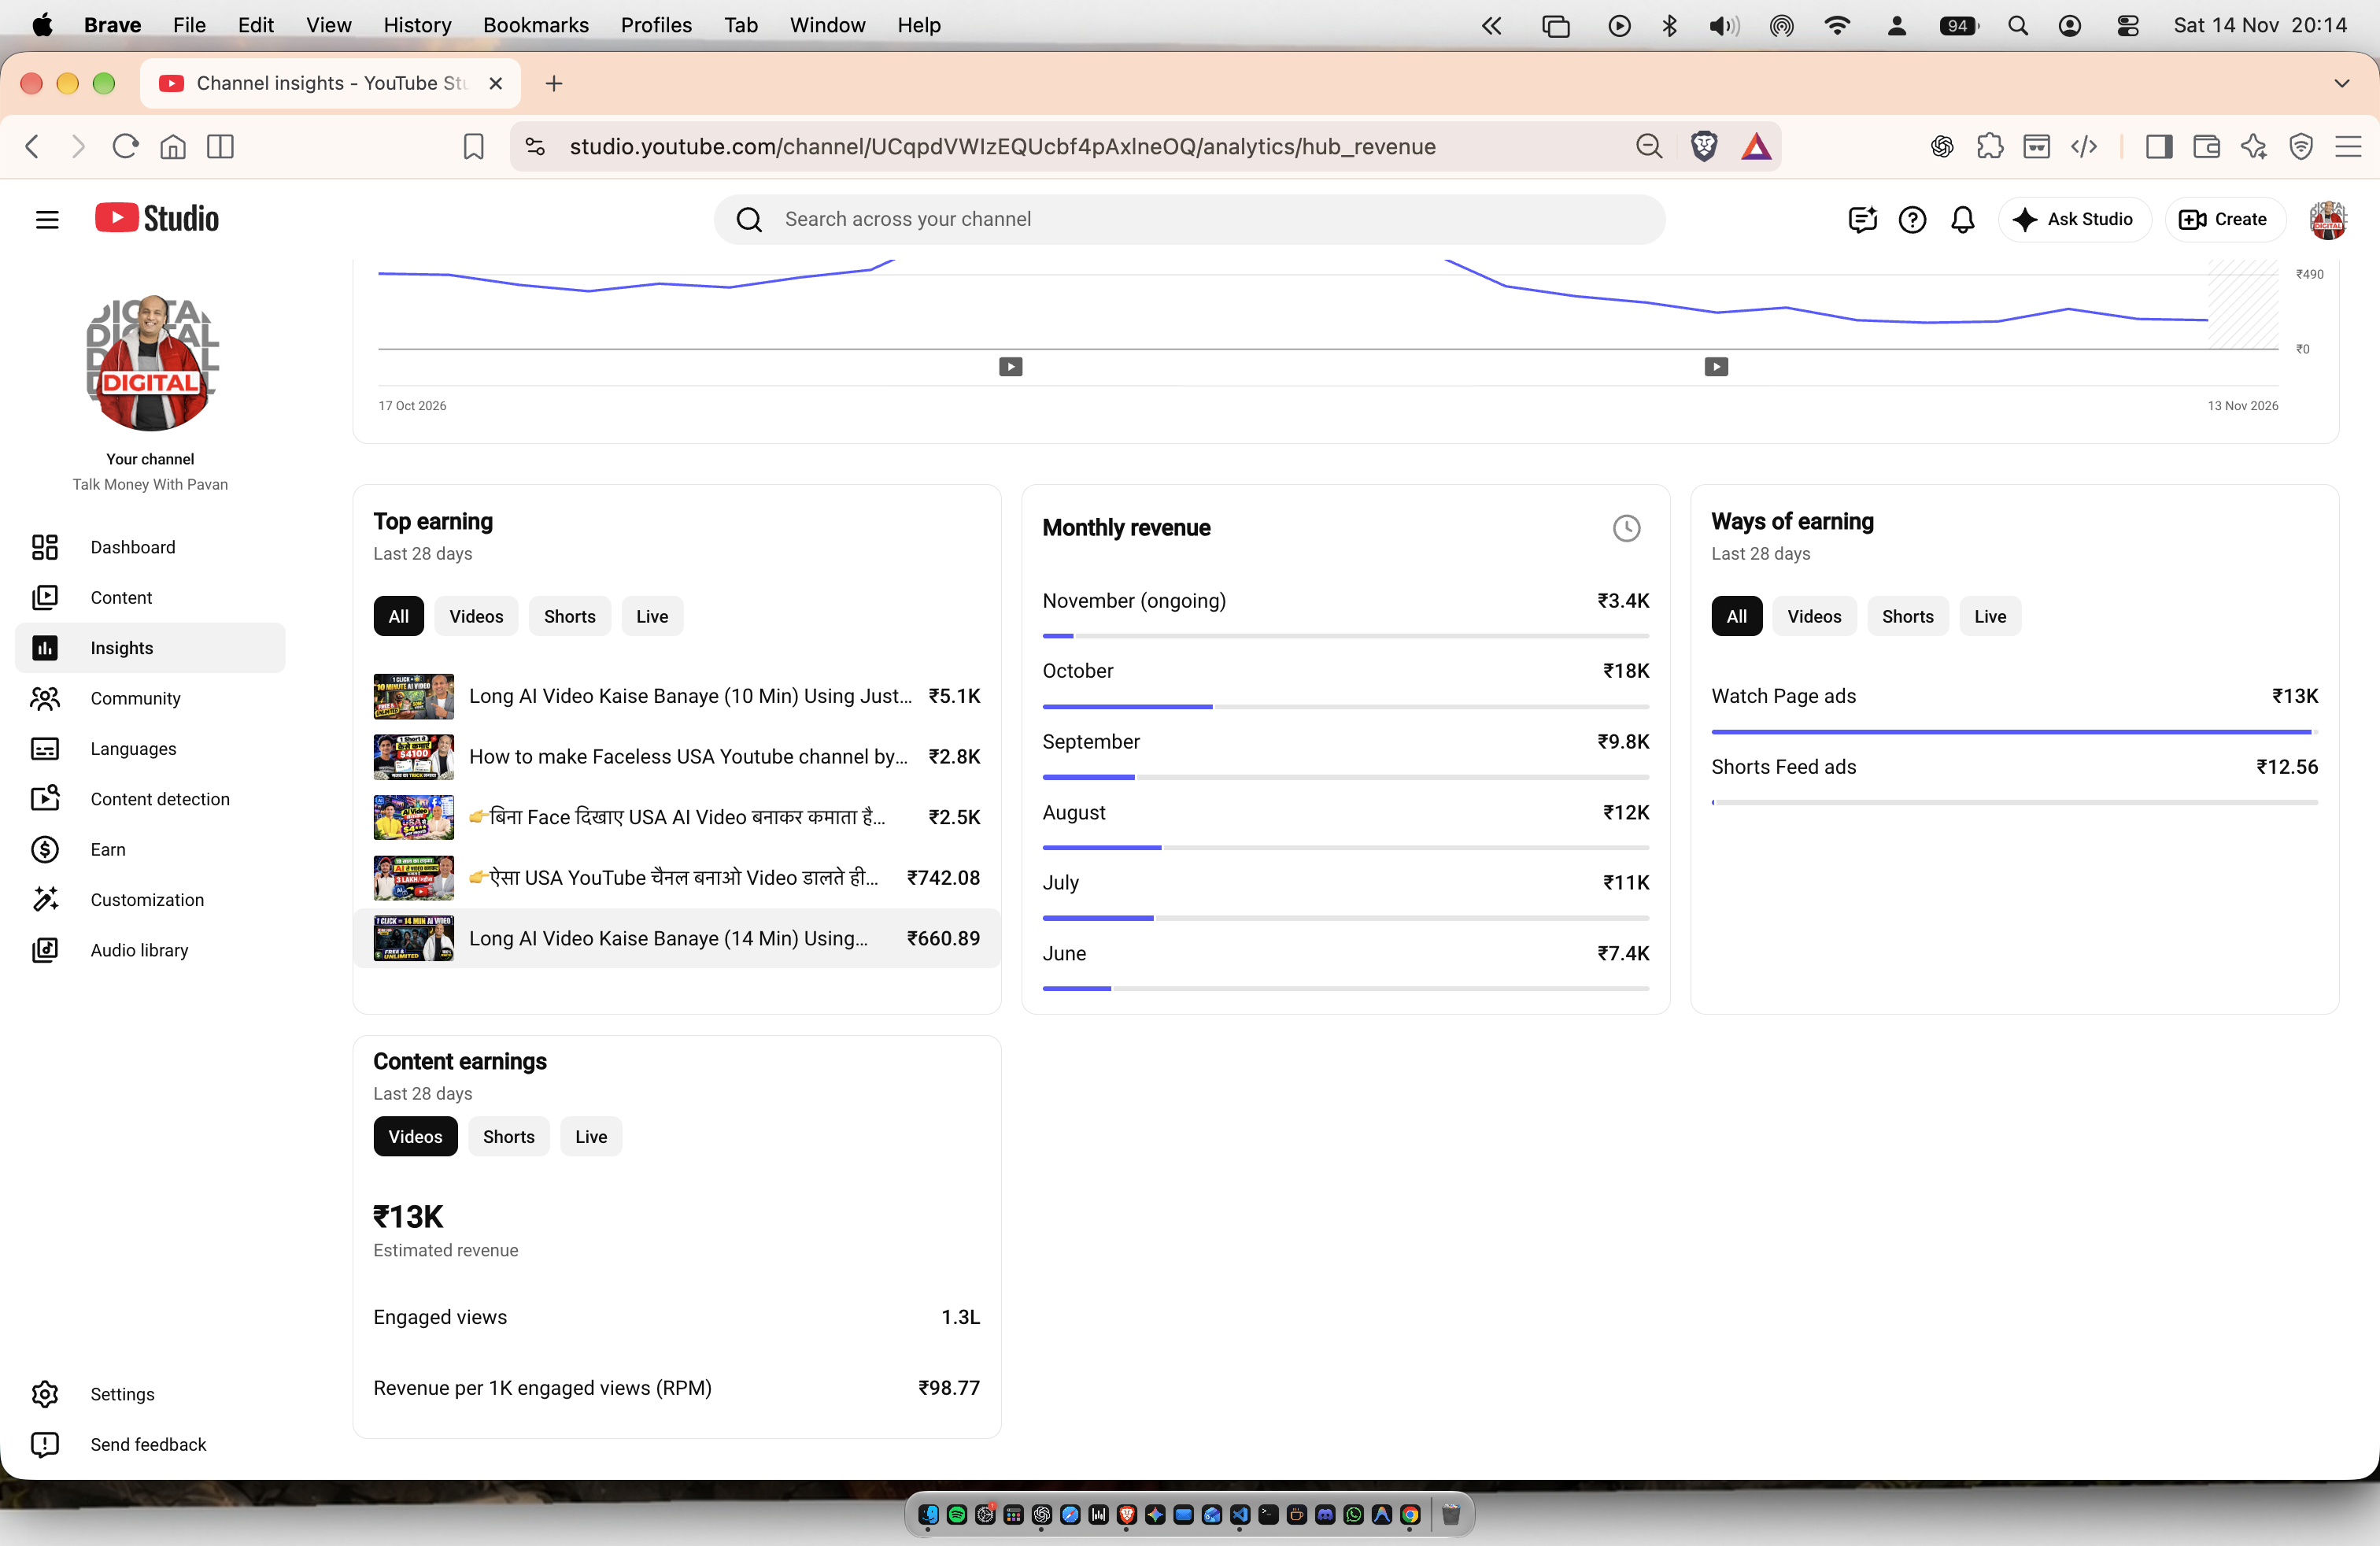 Brave File Edit View History Bookmarks Profiles Tab Window Help 94 Sat 14 Nov 20:14
Channel insights - YouTube Stu
studio.youtube.com/channel/UCqpdVWIzEQUcbf4pAxlneOQ/analytics/hub_revenue
Studio
Search across your channel
Ask Studio
Create
DIGITAL
Your channel
Talk Money With Pavan
Dashboard
Content
Insights
Community
Languages
Content detection
Earn
Customization
Audio library
Settings
Send feedback
₹490
₹0
17 Oct 2026
13 Nov 2026
Top earning
Last 28 days
All Videos Shorts Live
Long AI Video Kaise Banaye (10 Min) Using Just... ₹5.1K
How to make Faceless USA Youtube channel by... ₹2.8K
👉बिना Face दिखाए USA AI Video बनाकर कमाता है... ₹2.5K
👉ऐसा USA YouTube चैनल बनाओ Video डालते ही... ₹742.08
Long AI Video Kaise Banaye (14 Min) Using... ₹660.89
Monthly revenue
November (ongoing) ₹3.4K
October ₹18K
September ₹9.8K
August ₹12K
July ₹11K
June ₹7.4K
Ways of earning
Last 28 days
All Videos Shorts Live
Watch Page ads ₹13K
Shorts Feed ads ₹12.56
Content earnings
Last 28 days
Videos Shorts Live
₹13K
Estimated revenue
Engaged views 1.3L
Revenue per 1K engaged views (RPM) ₹98.77